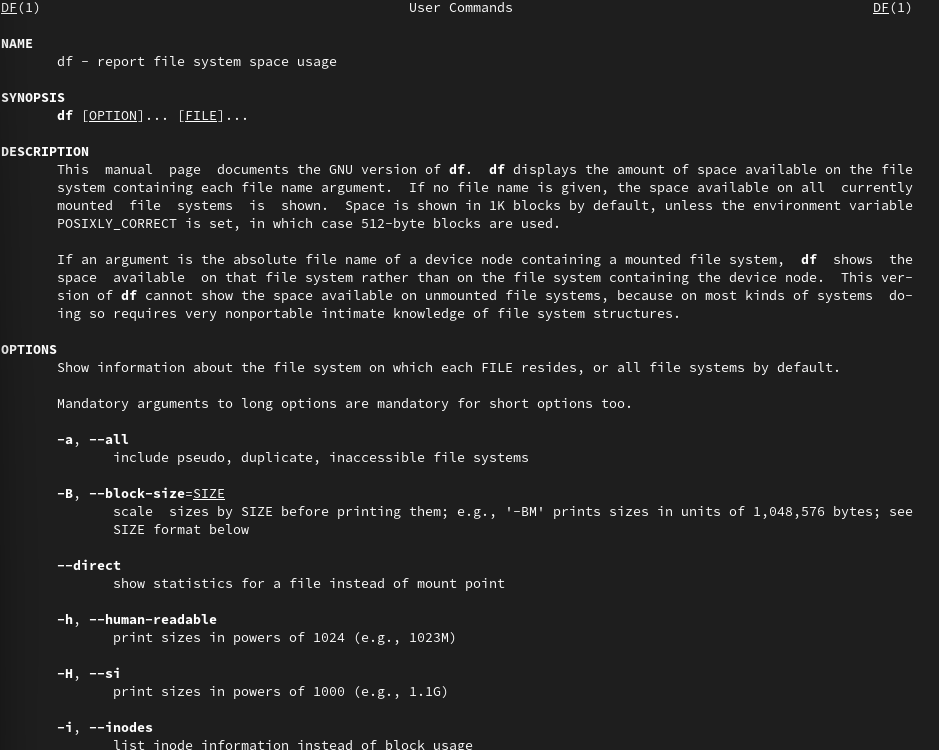 DF(1) User Commands DF(1)
NAME
df - report file system space usage
SYNOPSIS
df [OPTION]... [FILE]...
DESCRIPTION
This manual page documents the GNU version of df. df displays the amount of space available on the file
system containing each file name argument. If no file name is given, the space available on all currently
mounted file systems is shown. Space is shown in 1K blocks by default, unless the environment variable
POSIXLY_CORRECT is set, in which case 512-byte blocks are used.
If an argument is the absolute file name of a device node containing a mounted file system, df shows the
space available on that file system rather than on the file system containing the device node. This ver-
sion of df cannot show the space available on unmounted file systems, because on most kinds of systems do-
ing so requires very nonportable intimate knowledge of file system structures.
OPTIONS
Show information about the file system on which each FILE resides, or all file systems by default.
Mandatory arguments to long options are mandatory for short options too.
-a, --all
include pseudo, duplicate, inaccessible file systems
-B, --block-size=SIZE
scale sizes by SIZE before printing them; e.g., '-BM' prints sizes in units of 1,048,576 bytes; see
SIZE format below
--direct
show statistics for a file instead of mount point
-h, --human-readable
print sizes in powers of 1024 (e.g., 1023M)
-H, --si
print sizes in powers of 1000 (e.g., 1.1G)
-i, --inodes
list inode information instead of block usage